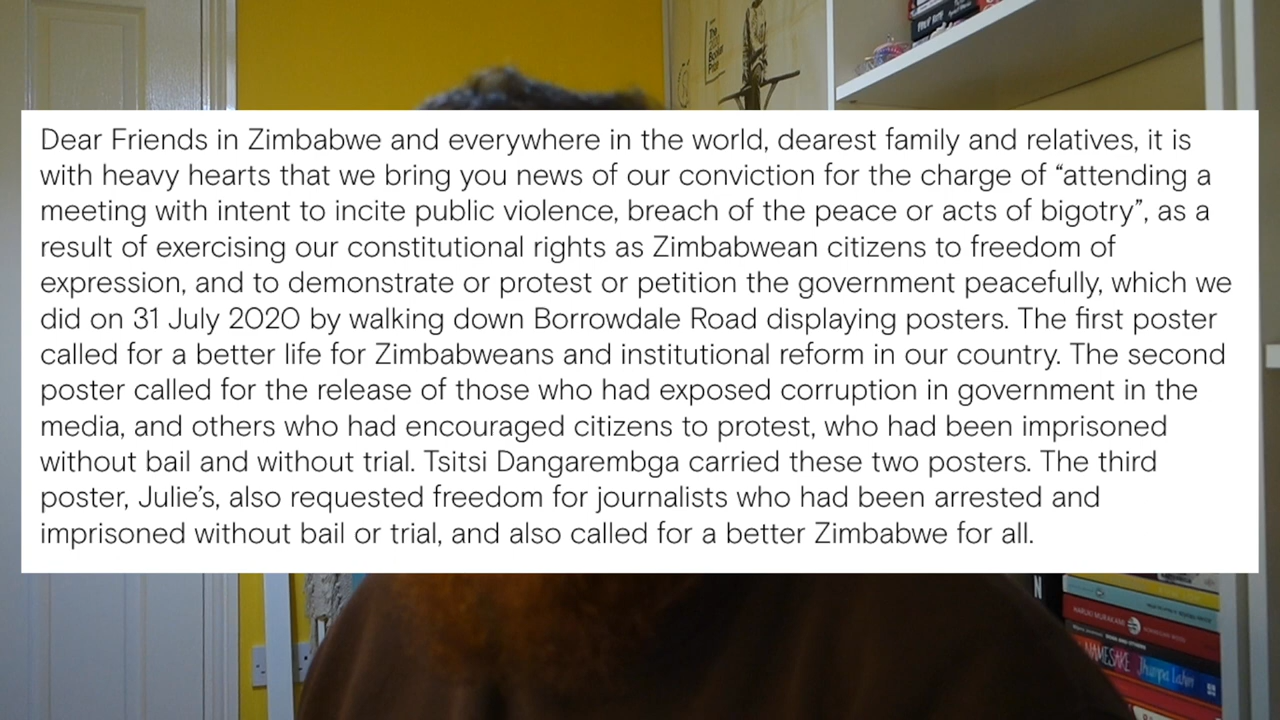 The
Booker
Prize
Dear Friends in Zimbabwe and everywhere in the world, dearest family and relatives, it is
with heavy hearts that we bring you news of our conviction for the charge of “attending a
meeting with intent to incite public violence, breach of the peace or acts of bigotry”, as a
result of exercising our constitutional rights as Zimbabwean citizens to freedom of
expression, and to demonstrate or protest or petition the government peacefully, which we
did on 31 July 2020 by walking down Borrowdale Road displaying posters. The first poster
called for a better life for Zimbabweans and institutional reform in our country. The second
poster called for the release of those who had exposed corruption in government in the
media, and others who had encouraged citizens to protest, who had been imprisoned
without bail and without trial. Tsitsi Dangarembga carried these two posters. The third
poster, Julie’s, also requested freedom for journalists who had been arrested and
imprisoned without bail or trial, and also called for a better Zimbabwe for all.
N
HARUKI MURAKAMI
NAMESAKE Jhumpa Lahiri